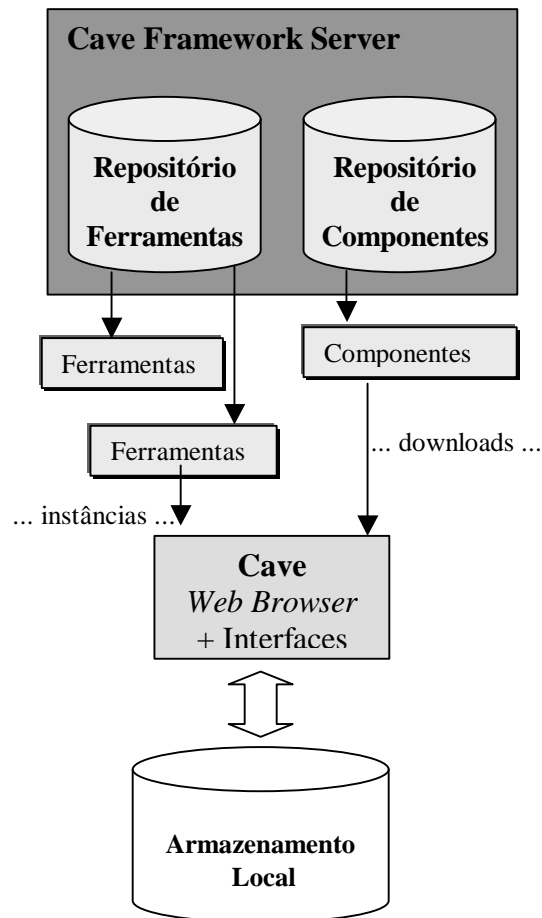 Cave Framework Server
Repositório
de
Ferramentas
Repositório
de
Componentes
Ferramentas
Componentes
Ferramentas
... downloads ...
... instâncias ...
Cave
Web Browser
+ Interfaces
Armazenamento
Local